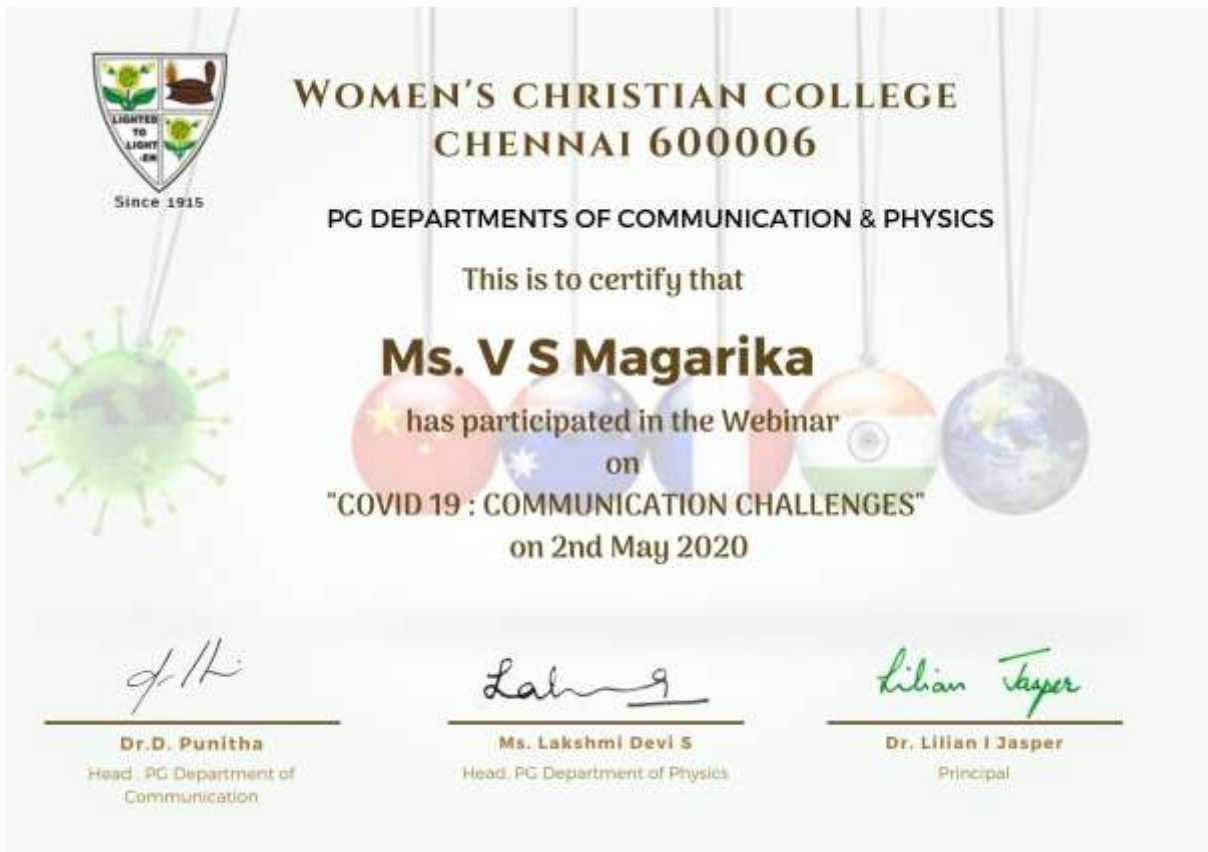 LIGHTED
TO
LIGHT
-EN
Since 1915
WOMEN'S CHRISTIAN COLLEGE
CHENNAI 600006
PG DEPARTMENTS OF COMMUNICATION & PHYSICS
This is to certify that
Ms. V S Magarika
has participated in the Webinar
on
"COVID 19 : COMMUNICATION CHALLENGES"
on 2nd May 2020
Lilian Jasper
Dr.D. Punitha
Head , PG Department of
Communication
Ms. Lakshmi Devi S
Head, PG Department of Physics
Dr. Lilian I Jasper
Principal